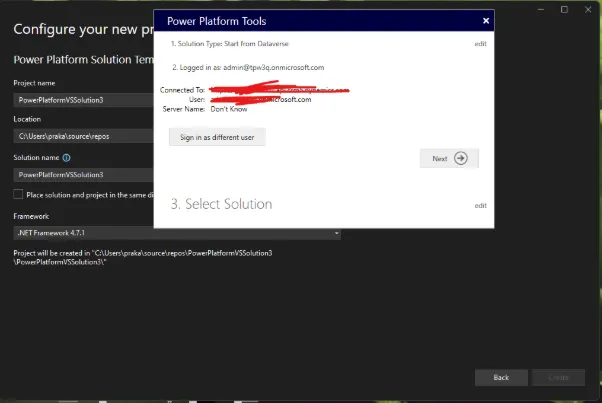 Configure your new pr
Power Platform Solution Tem
Project name
PowerPlatformVSSolution3
Location
C:\Users\praka\source\repos
Solution name
PowerPlatformVSSolution3
Place solution and project in the same di
Framework
.NET Framework 4.7.1
Project will be created in "C:\Users\praka\source\repos\PowerPlatformVSSolution3
\PowerPlatformVSSolution3\"
Back
Create
Power Platform Tools
1. Solution Type: Start from Dataverse
edit
2. Logged in as: admin@tpw3q.onmicrosoft.com
Connected To:
User: microsoft.com
Server Name: Don't Know
Sign in as different user
Next
3. Select Solution
edit